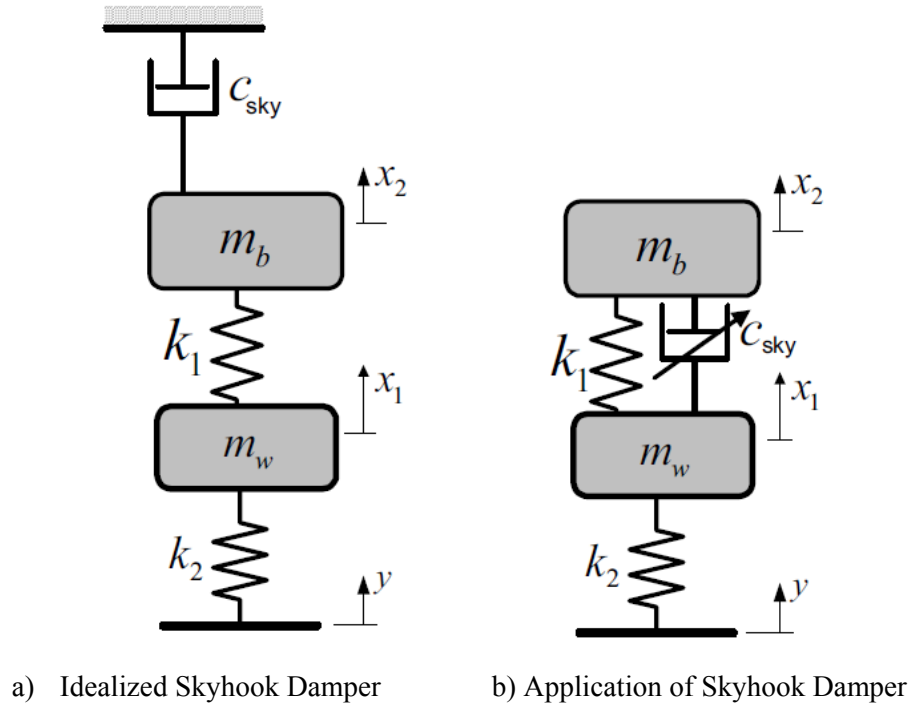 c_sky
x_2
m_b
k_1
x_1
m_w
k_2
y
x_2
m_b
c_sky
k_1
x_1
m_w
k_2
y
a) Idealized Skyhook Damper
b) Application of Skyhook Damper